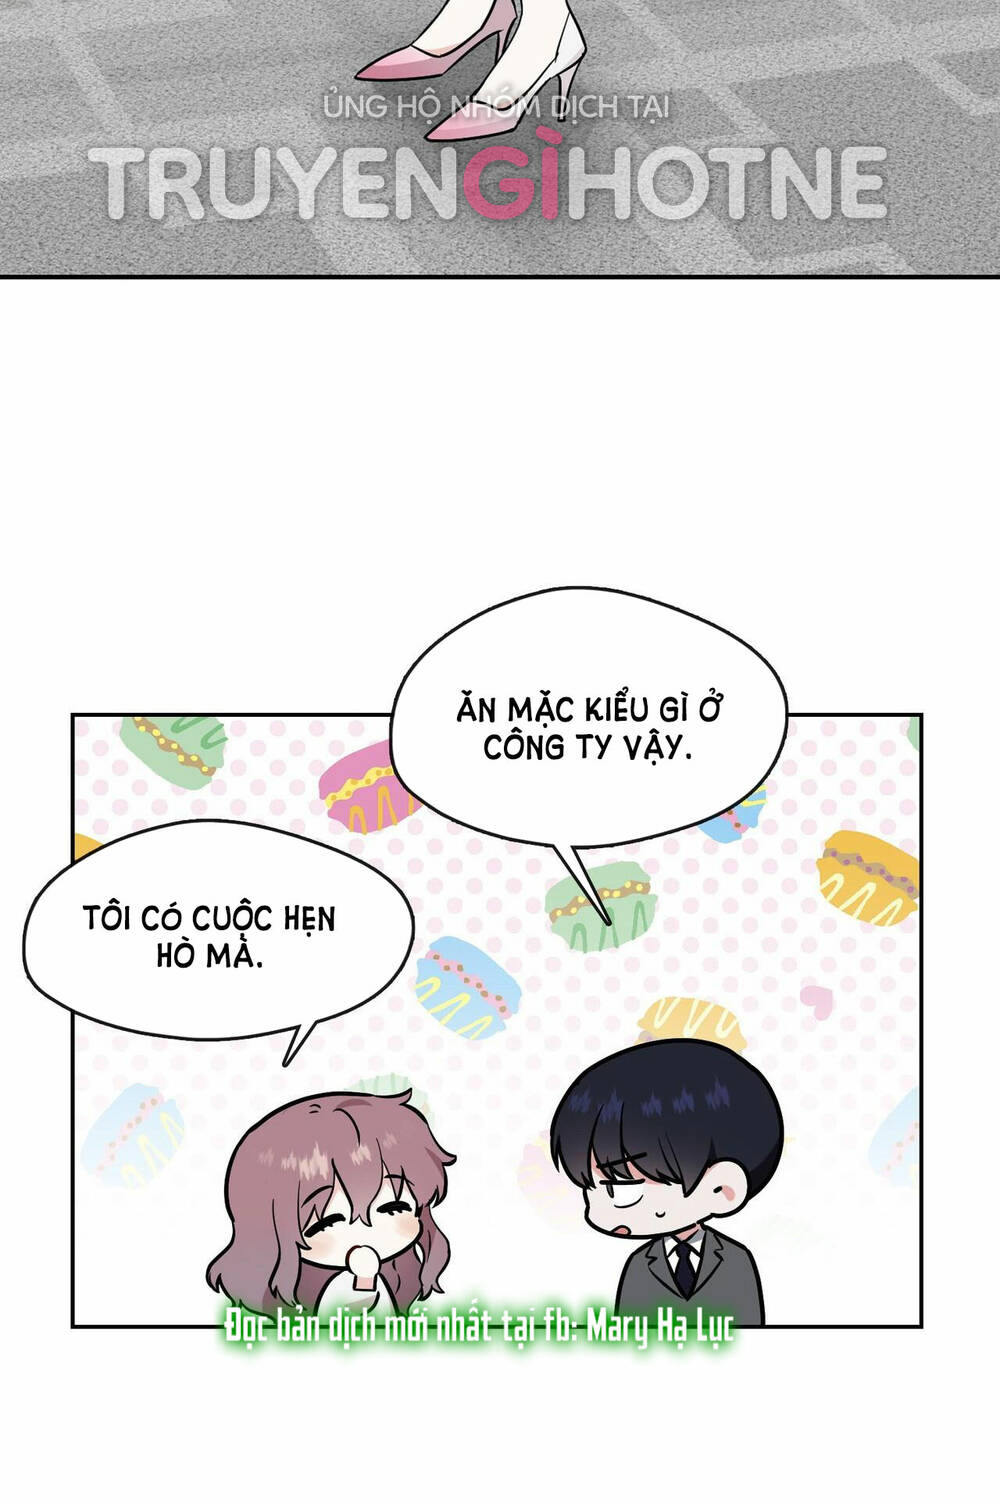 ỦNG HỘ NHÓM DỊCH TẠI
TRUYENGÌHOTNE
ĂN MẶC KIỂU GÌ Ở
CÔNG TY VẬY.
TÔI CÓ CUỘC HẸN
HÒ MÀ.
Đọc bản dịch mới nhất tại fb: Mary Hạ Lục